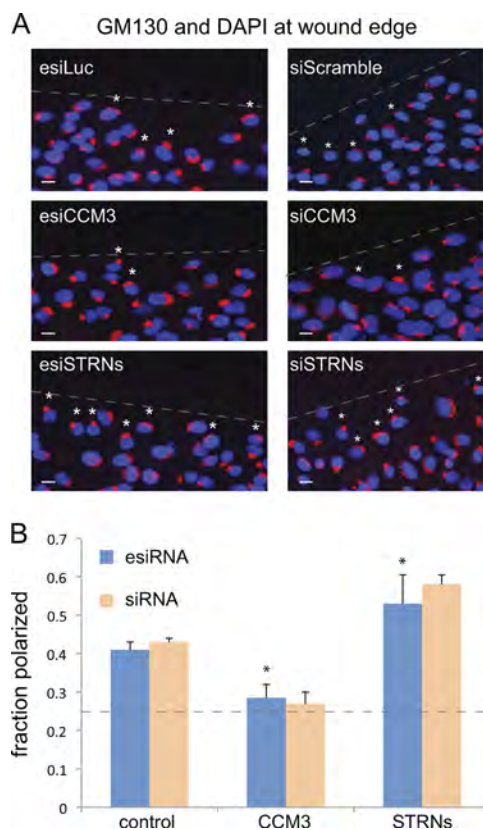 A
GM130 and DAPI at wound edge
esiLuc
siScramble
esiCCM3
siCCM3
esiSTRNs
siSTRNs
B
0.7
0.6
0.5
0.4
0.3
0.2
0.1
0
fraction polarized
esiRNA
siRNA
*
*
control
CCM3
STRNs